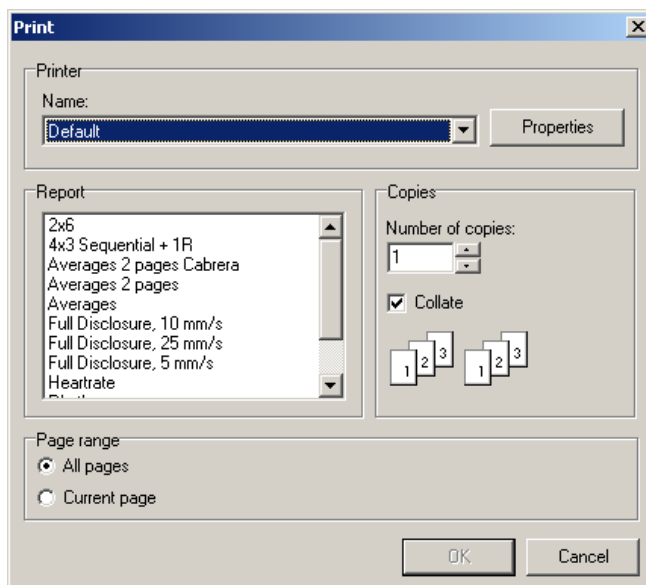 Print
Printer
Name:
Default
Properties
Report
2x6
4x3 Sequential + 1R
Averages 2 pages Cabrera
Averages 2 pages
Averages
Full Disclosure, 10 mm/s
Full Disclosure, 25 mm/s
Full Disclosure, 5 mm/s
Heartrate
Copies
Number of copies:
1
Collate
1 2 3 1 2 3
Page range
All pages
Current page
OK
Cancel